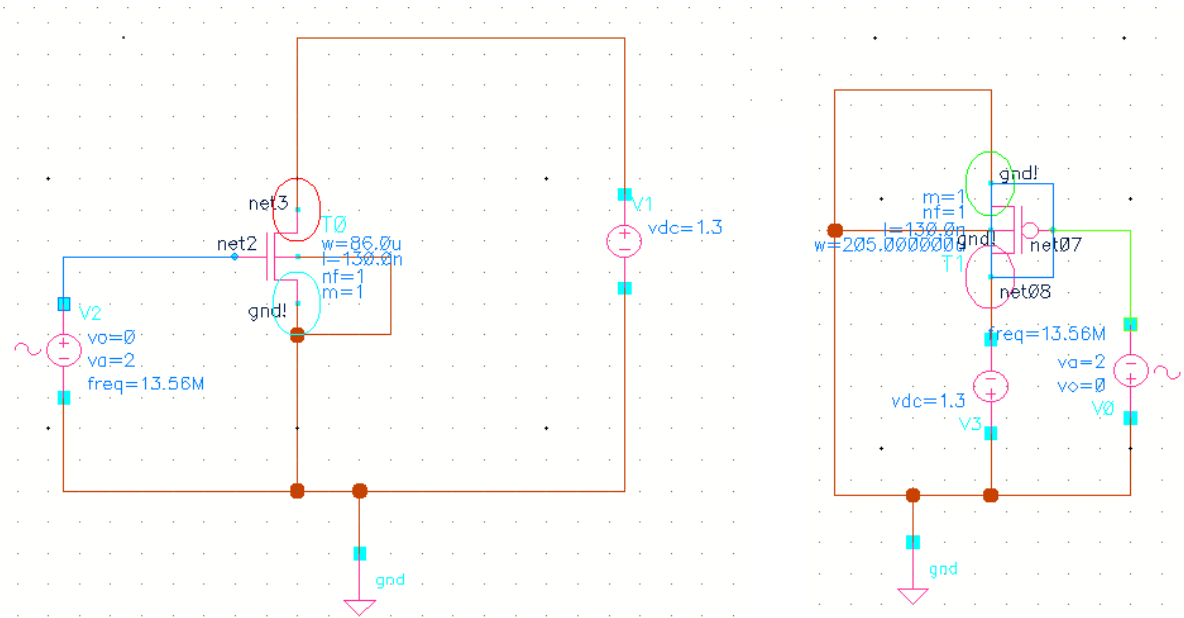 net3
T0
net2
w=86.0u
l=130.0n
nf=1
m=1
gnd!
V1
vdc=1.3
V2
vo=0
va=2
freq=13.56M
gnd
gnd!
m=1
nf=1
l=130.0n
gnd!
net07
w=205.000000u
T1
net08
freq=13.56M
va=2
vo=0
vdc=1.3
V0
V3
gnd